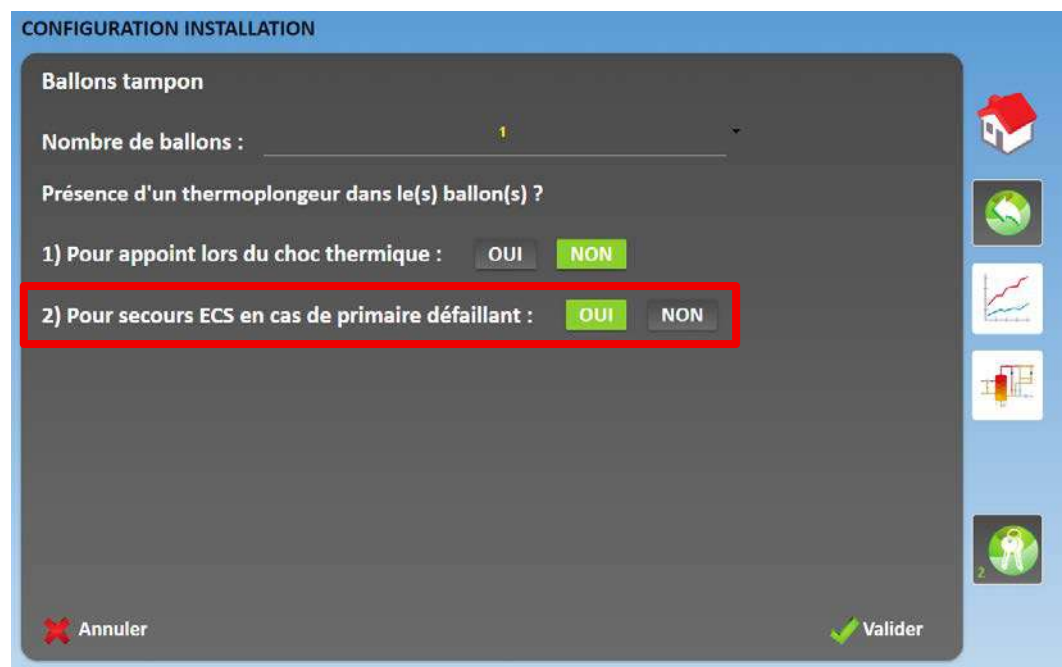 CONFIGURATION INSTALLATION
Ballons tampon
Nombre de ballons : 1
Présence d'un thermoplongeur dans le(s) ballon(s) ?
1) Pour appoint lors du choc thermique : OUI NON
2) Pour secours ECS en cas de primaire défaillant : OUI NON
2
Annuler Valider